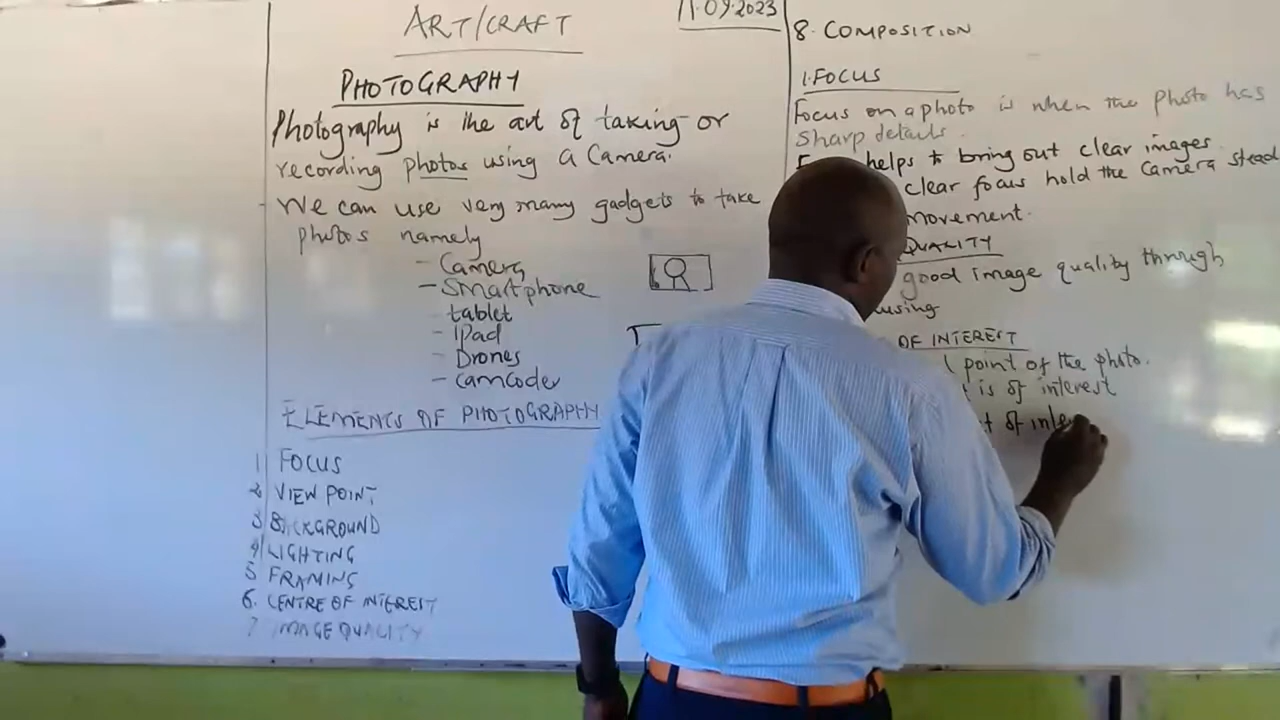 ART/CRAFT
11.09.2023
PHOTOGRAPHY
Photography is the art of taking or
recording photos using a Camera.
We can use very many gadgets to take
photos namely
- Camera
- Smartphone
- tablet
- IPad
- Drones
- Camcoder
ELEMENTS OF PHOTOGRAPHY
1 FOCUS
2 VIEW POINT
3 BACKGROUND
4 LIGHTING
5 FRAMING
6. CENTRE OF INTEREST
7 IMAGE QUALITY
8. COMPOSITION
1. FOCUS
Focus on a photo is when the photo has
Sharp details.
helps to bring out clear images.
clear focus hold the Camera stead
movement.
QUALITY
good image quality through
using
OF INTEREST
point of the photo.
is of interest
of inte